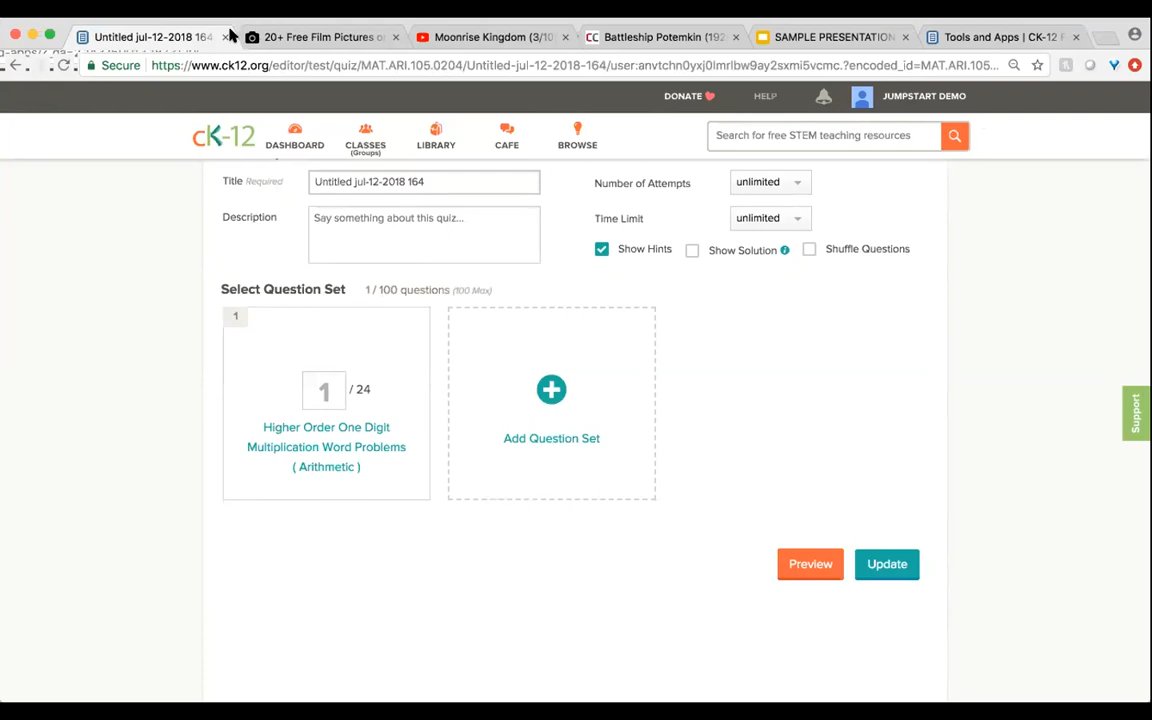 Untitled jul-12-2018 164
20+ Free Film Pictures o
Moonrise Kingdom (3/10)
CC Battleship Potemkin (192
SAMPLE PRESENTATION
Tools and Apps | CK-12 F
Secure https://www.ck12.org/editor/test/quiz/MAT.ARI.105.0204/Untitled-jul-12-2018-164/user:anvtchn0yxj0lmrlbw9ay2sxmi5vcmc.?encoded_id=MAT.ARI.105...
DONATE HELP JUMPSTART DEMO
cK-12
DASHBOARD
CLASSES
(Groups)
LIBRARY
CAFE
BROWSE
Search for free STEM teaching resources
Title Required
Untitled jul-12-2018 164
Number of Attempts unlimited
Description
Say something about this quiz...
Time Limit unlimited
Show Hints Show Solution i Shuffle Questions
Select Question Set 1 / 100 questions (100 Max)
1
1 / 24
Higher Order One Digit
Multiplication Word Problems
( Arithmetic )
Add Question Set
Preview Update
Support